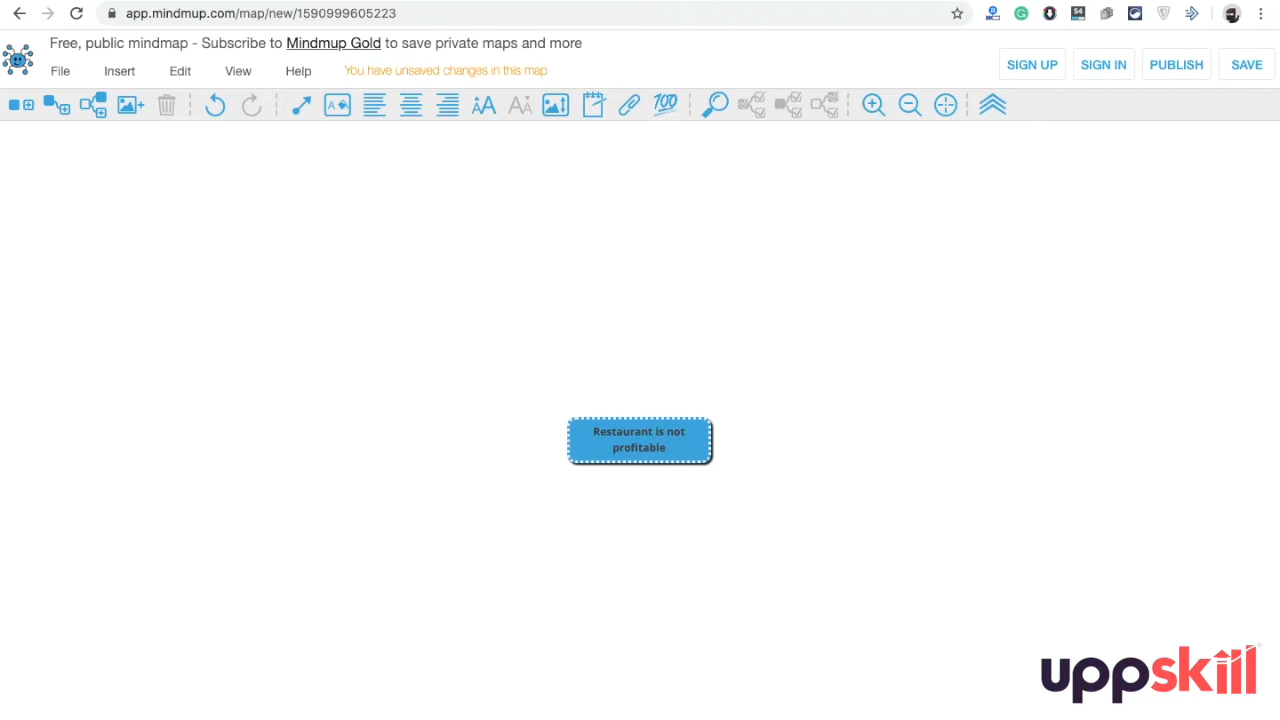 app.mindmup.com/map/new/1590999605223
Free, public mindmap - Subscribe to Mindmup Gold to save private maps and more
File Insert Edit View Help You have unsaved changes in this map
SIGN UP SIGN IN PUBLISH SAVE
Restaurant is not
profitable
uppskill